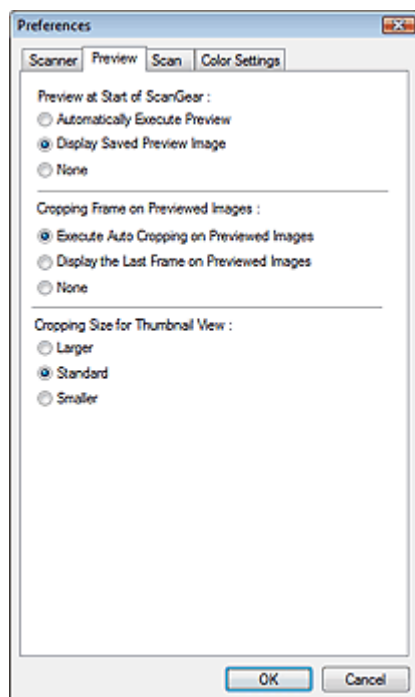 Preferences
Scanner Preview Scan Color Settings
Preview at Start of ScanGear :
Automatically Execute Preview
Display Saved Preview Image
None
Cropping Frame on Previewed Images :
Execute Auto Cropping on Previewed Images
Display the Last Frame on Previewed Images
None
Cropping Size for Thumbnail View :
Larger
Standard
Smaller
OK Cancel